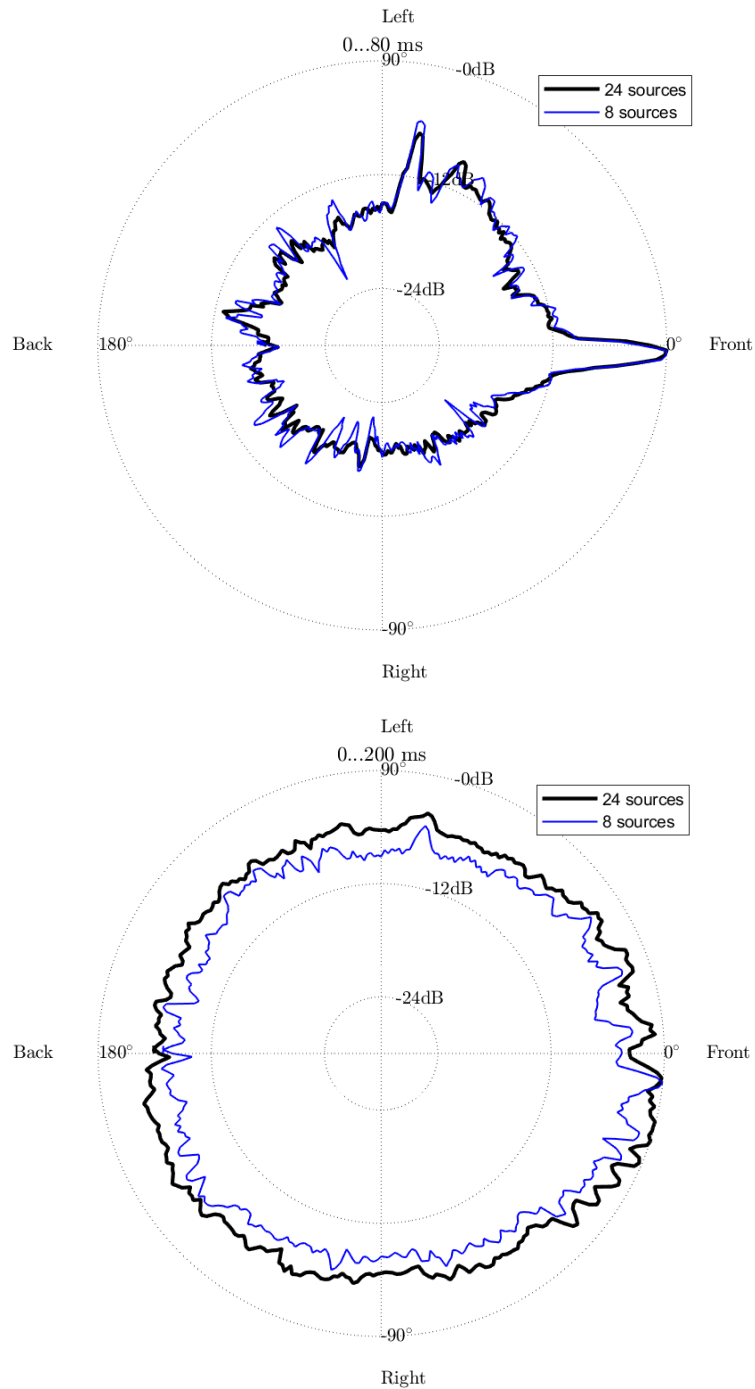 Left
0...80 ms
90°
-0dB
24 sources
8 sources
-12dB
-24dB
Back
180°
0°
Front
-90°
Right
Left
0...200 ms
90°
-0dB
24 sources
8 sources
-12dB
-24dB
Back
180°
0°
Front
-90°
Right